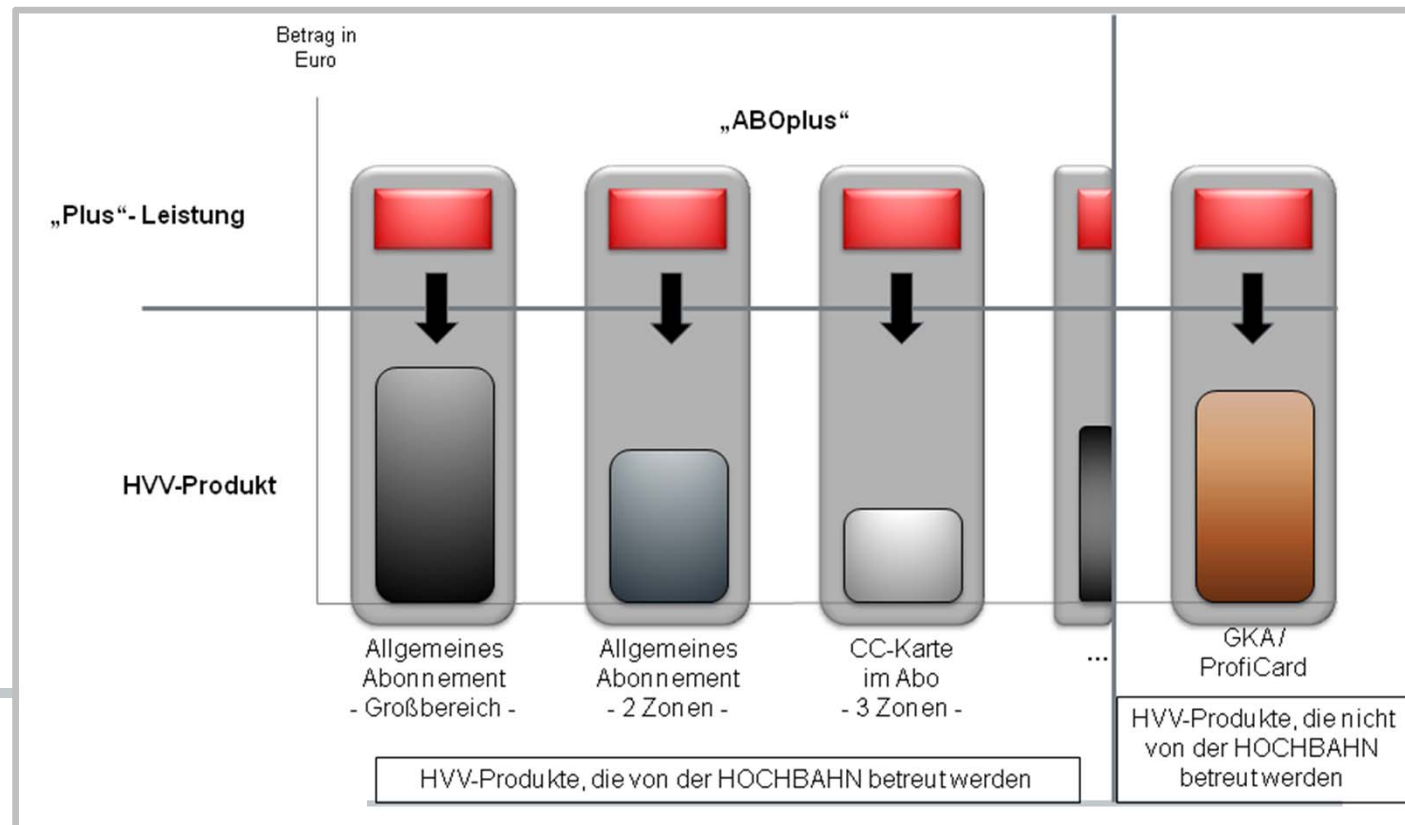 Betrag in
Euro
„ABOplus“
„Plus“- Leistung
HVV-Produkt
Allgemeines
Abonnement
- Großbereich -
Allgemeines
Abonnement
- 2 Zonen -
CC-Karte
im Abo
- 3 Zonen -
...
GKA/
ProfiCard
HVV-Produkte, die von der HOCHBAHN betreut werden
HVV-Produkte, die nicht
von der HOCHBAHN
betreut werden